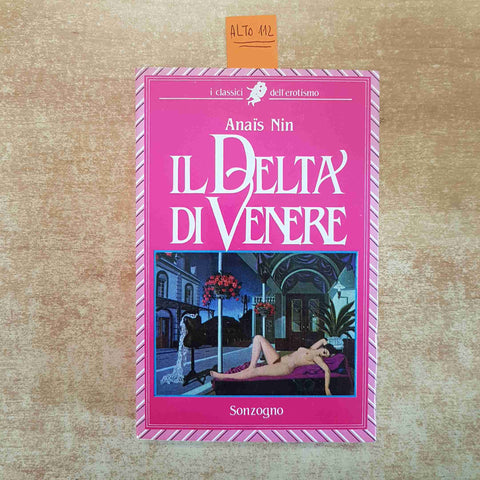 ALTO 112
i classici dell'erotismo
Anaïs Nin
IL DELTA
DI VENERE
Sonzogno